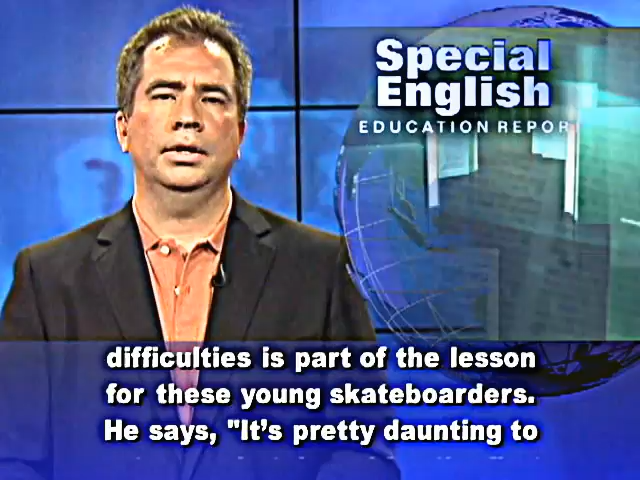 Special
English
EDUCATION REPORT
difficulties is part of the lesson
for these young skateboarders.
He says, "It's pretty daunting to